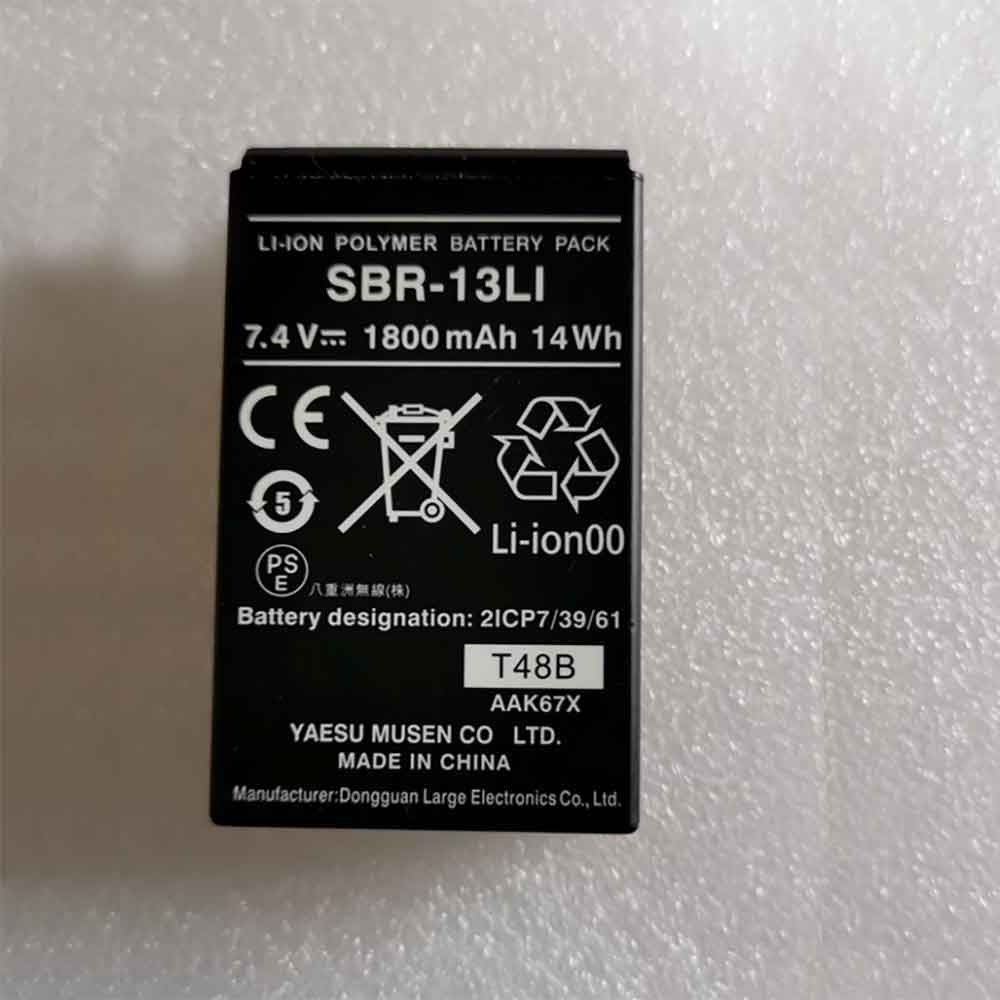 LI-ION POLYMER BATTERY PACK
SBR-13LI
7.4 V⎓ 1800 mAh 14 Wh
CE
5
Li-ion00
PS
E
八重洲無線(株)
Battery designation: 2ICP7/39/61
T48B
AAK67X
YAESU MUSEN CO LTD.
MADE IN CHINA
Manufacturer:Dongguan Large Electronics Co., Ltd.